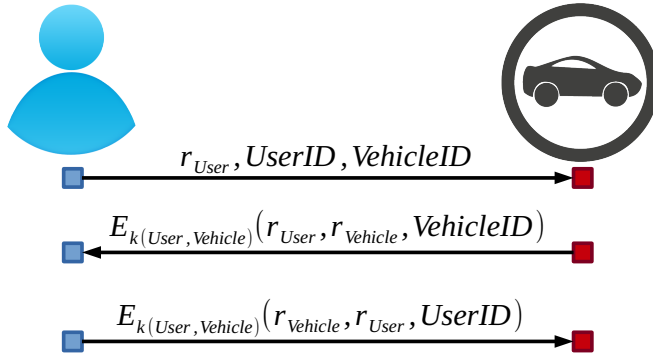 r_User, UserID, VehicleID
E_k(User, Vehicle)(r_User, r_Vehicle, VehicleID)
E_k(User, Vehicle)(r_Vehicle, r_User, UserID)